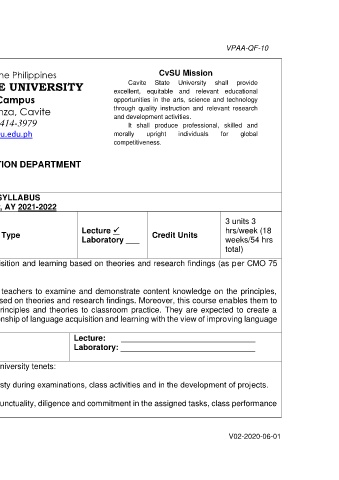 VPAA-QF-10
he Philippines
E UNIVERSITY
Campus
nza, Cavite
414-3979
u.edu.ph
CvSU Mission
Cavite State University shall provide
excellent, equitable and relevant educational
opportunities in the arts, science and technology
through quality instruction and relevant research
and development activities.
It shall produce professional, skilled and
morally upright individuals for global
competitiveness.
TION DEPARTMENT
SYLLABUS
, AY 2021-2022
Type
Lecture ✓
Laboratory ___
Credit Units
3 units 3
hrs/week (18
weeks/54 hrs
total)
isition and learning based on theories and research findings (as per CMO 75
teachers to examine and demonstrate content knowledge on the principles,
sed on theories and research findings. Moreover, this course enables them to
rinciples and theories to classroom practice. They are expected to create a
onship of language acquisition and learning with the view of improving language
Lecture: ______________________
Laboratory: ______________________
niversity tenets:
sty during examinations, class activities and in the development of projects.
unctuality, diligence and commitment in the assigned tasks, class performance
V02-2020-06-01